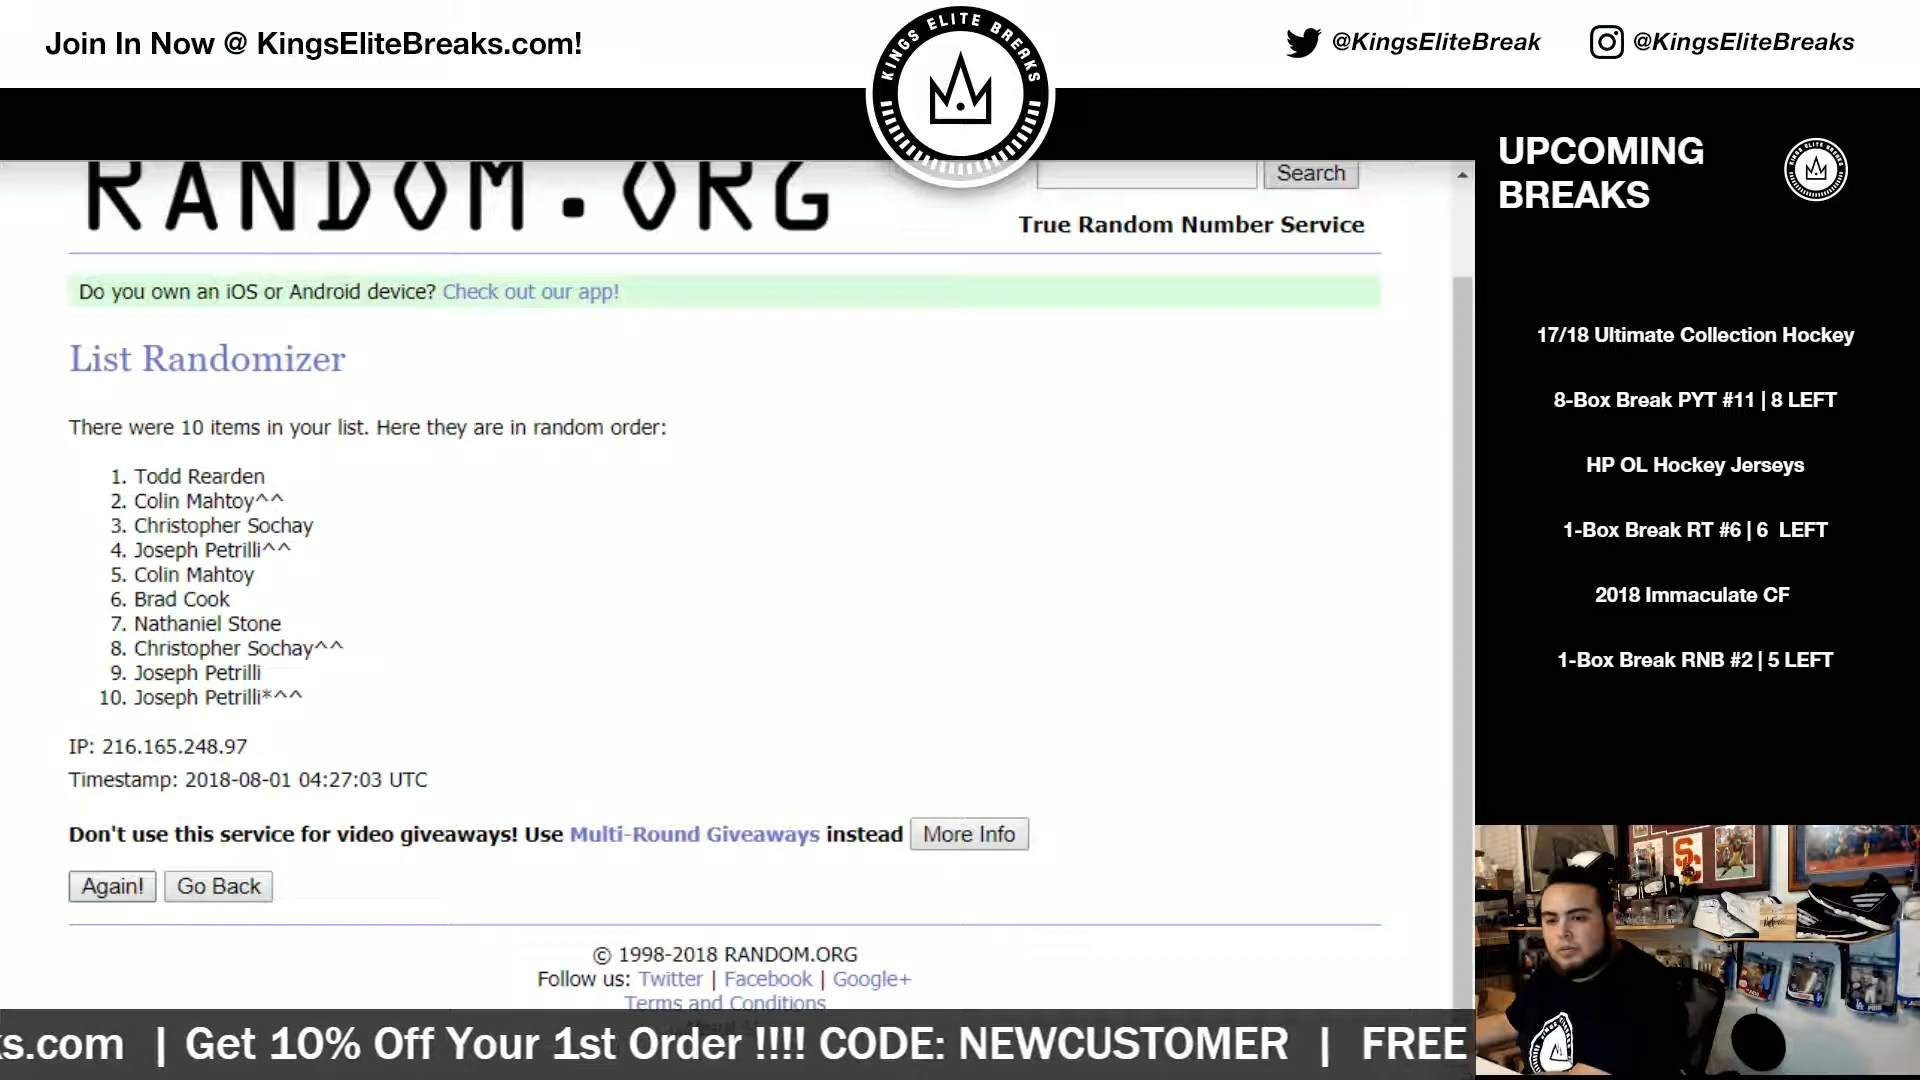 Join In Now @ KingsEliteBreaks.com!
KINGS ELITE BREAKS
@KingsEliteBreak
@KingsEliteBreaks
RANDOM.ORG
Search
True Random Number Service
Do you own an iOS or Android device? Check out our app!
List Randomizer
There were 10 items in your list. Here they are in random order:
1. Todd Rearden
2. Colin Mahtoy^^
3. Christopher Sochay
4. Joseph Petrilli^^
5. Colin Mahtoy
6. Brad Cook
7. Nathaniel Stone
8. Christopher Sochay^^
9. Joseph Petrilli
10. Joseph Petrilli*^^
IP: 216.165.248.97
Timestamp: 2018-08-01 04:27:03 UTC
Don't use this service for video giveaways! Use Multi-Round Giveaways instead More Info
Again! Go Back
© 1998-2018 RANDOM.ORG
Follow us: Twitter | Facebook | Google+
Terms and Conditions
UPCOMING
BREAKS
KINGS ELITE BREAKS
17/18 Ultimate Collection Hockey
8-Box Break PYT #11 | 8 LEFT
HP OL Hockey Jerseys
1-Box Break RT #6 | 6 LEFT
2018 Immaculate CF
1-Box Break RNB #2 | 5 LEFT
SC
s.com | Get 10% Off Your 1st Order !!!! CODE: NEWCUSTOMER | FREE